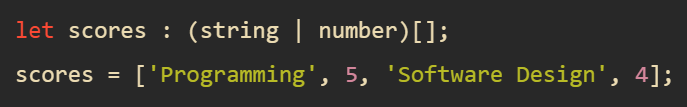 let scores : (string | number)[];
scores = ['Programming', 5, 'Software Design', 4];